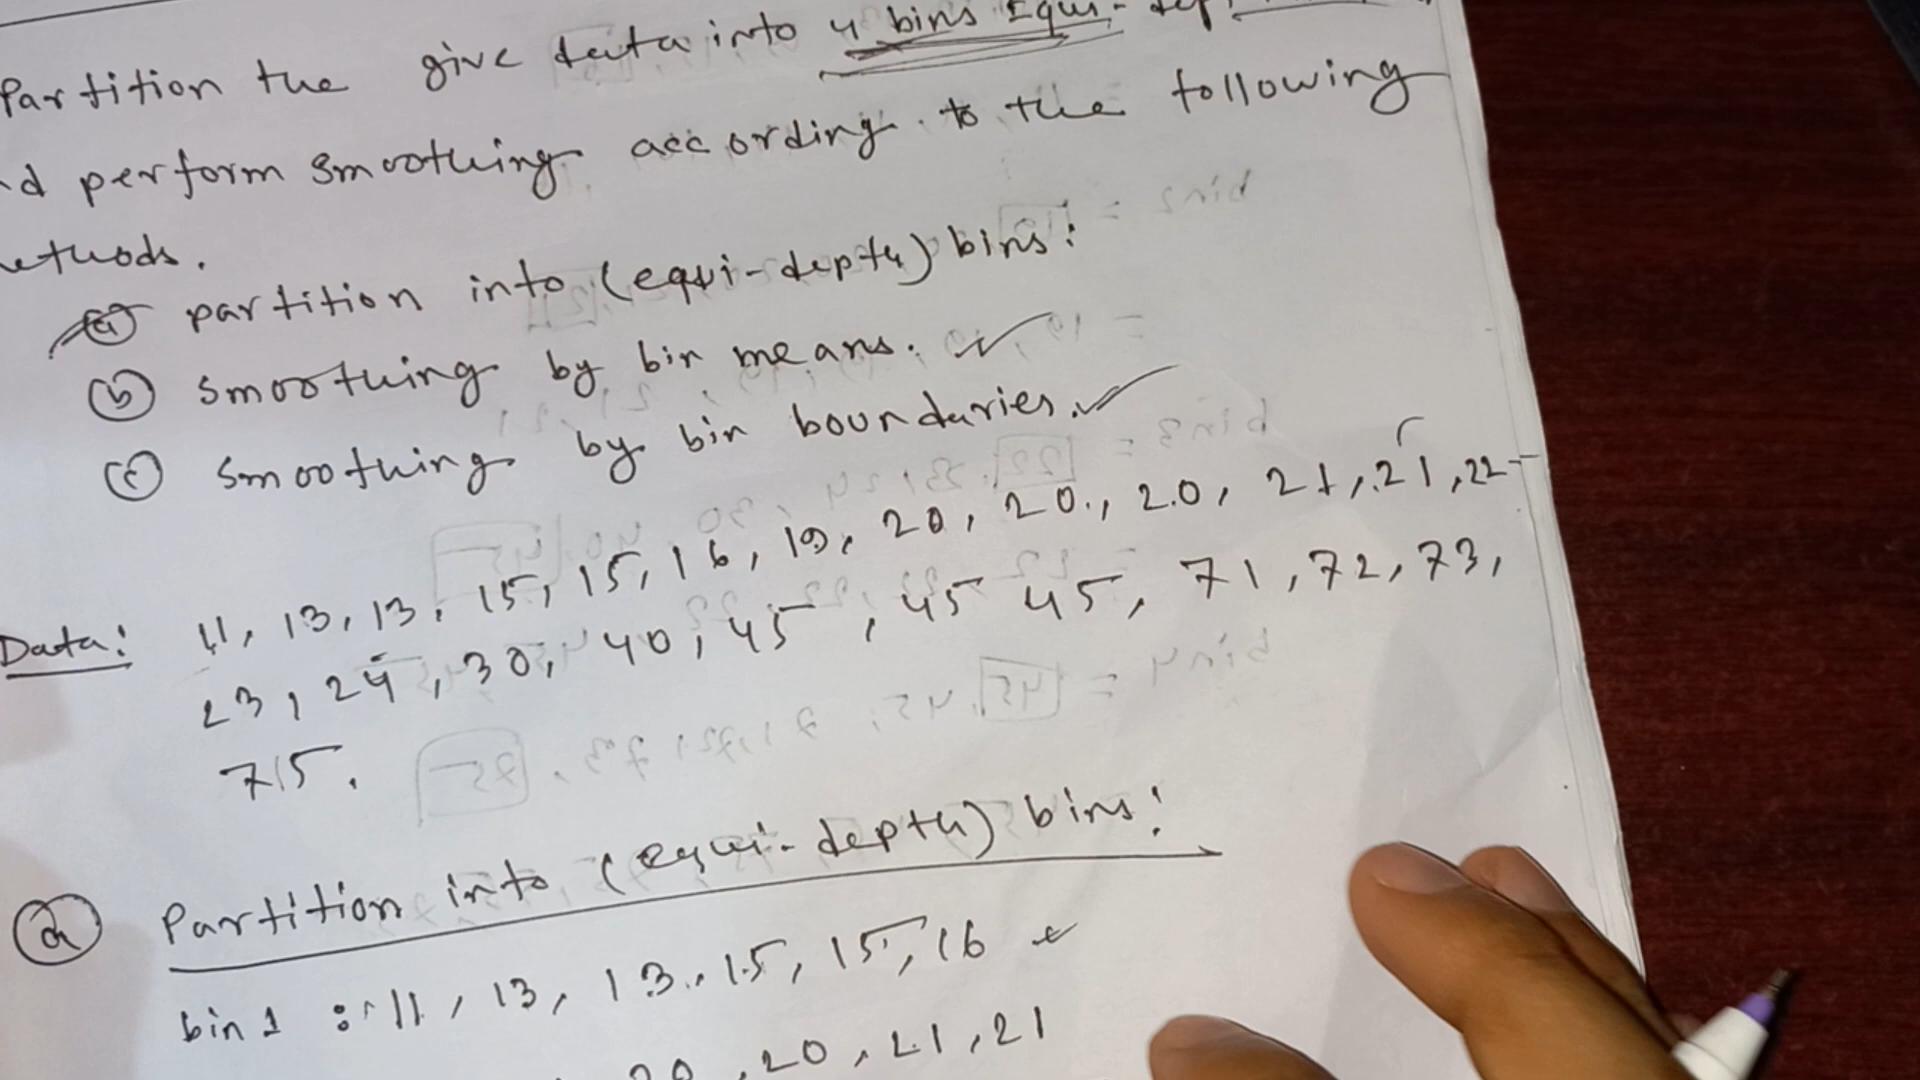 Partition the give data into 4 bins Equi-
perform smoothing according to the following
(a) partition into (equi-depth) bins:
(b) smoothing by bin means.
(c) smoothing by bin boundaries.
Data: 11, 13, 13, 15, 15, 16, 19, 20, 20, 20, 21, 21, 22
23, 24, 30, 40, 45, 45 45, 71, 72, 73,
75.
(a) Partition into (equi-depth) bins:
bin 1 : 11, 13, 13, 15, 15, 16
20, 20, 21, 21